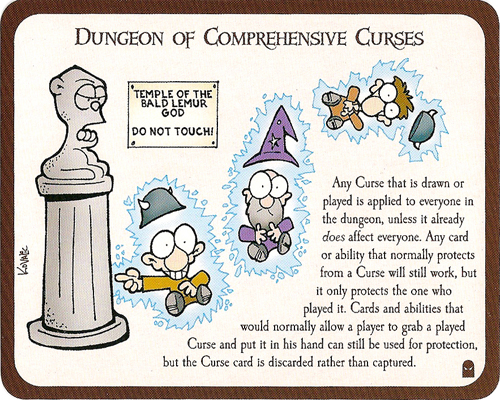 DUNGEON OF COMPREHENSIVE CURSES
TEMPLE OF THE
BALD LEMUR
GOD
DO NOT TOUCH!
Any Curse that is drawn or
played is applied to everyone in
the dungeon, unless it already
does affect everyone. Any card
or ability that normally protects
from a Curse will still work, but
it only protects the one who
played it. Cards and abilities that
would normally allow a player to grab a played
Curse and put it in his hand can still be used for protection,
but the Curse card is discarded rather than captured.
KOVALIC